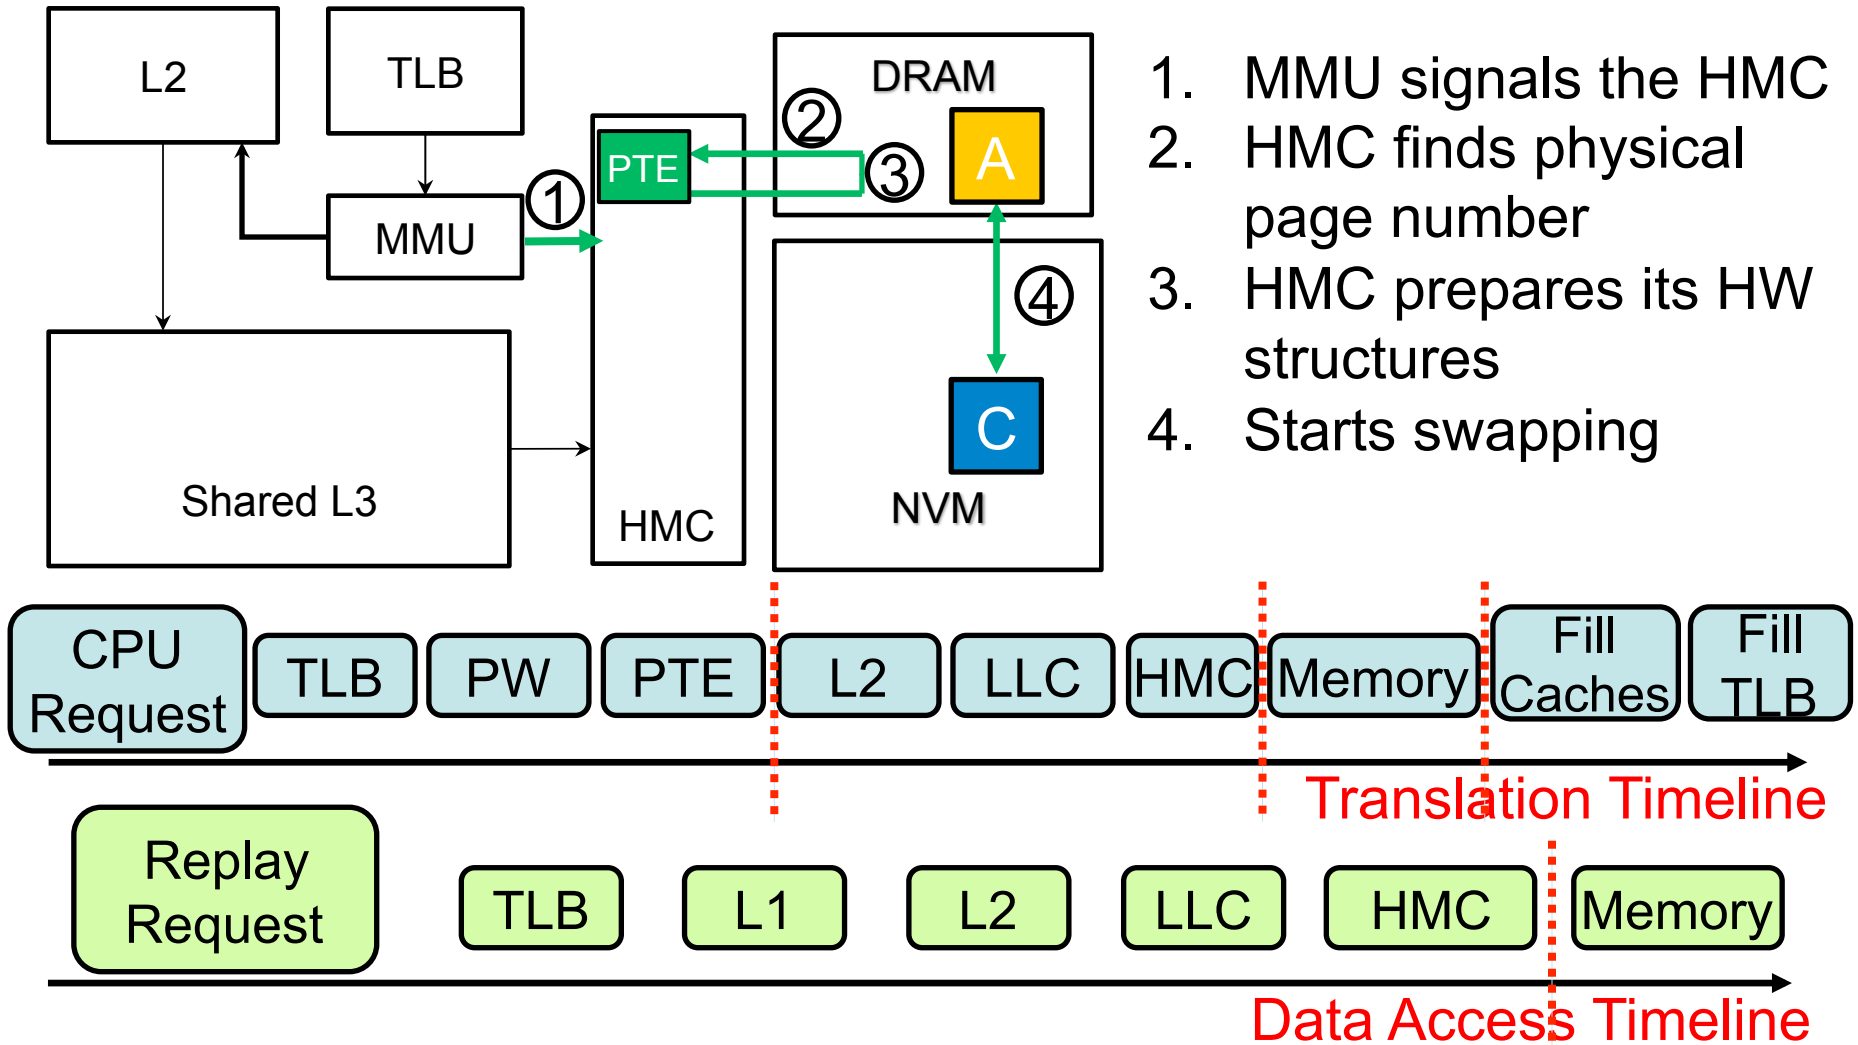 L2
TLB
MMU
Shared L3
HMC
PTE
DRAM
A
C
NVM
1
2
3
4
1. MMU signals the HMC
2. HMC finds physical
page number
3. HMC prepares its HW
structures
4. Starts swapping
CPU
Request
TLB
PW
PTE
L2
LLC
HMC
Memory
Fill
Caches
Fill
TLB
Translation Timeline
Replay
Request
TLB
L1
L2
LLC
HMC
Memory
Data Access Timeline